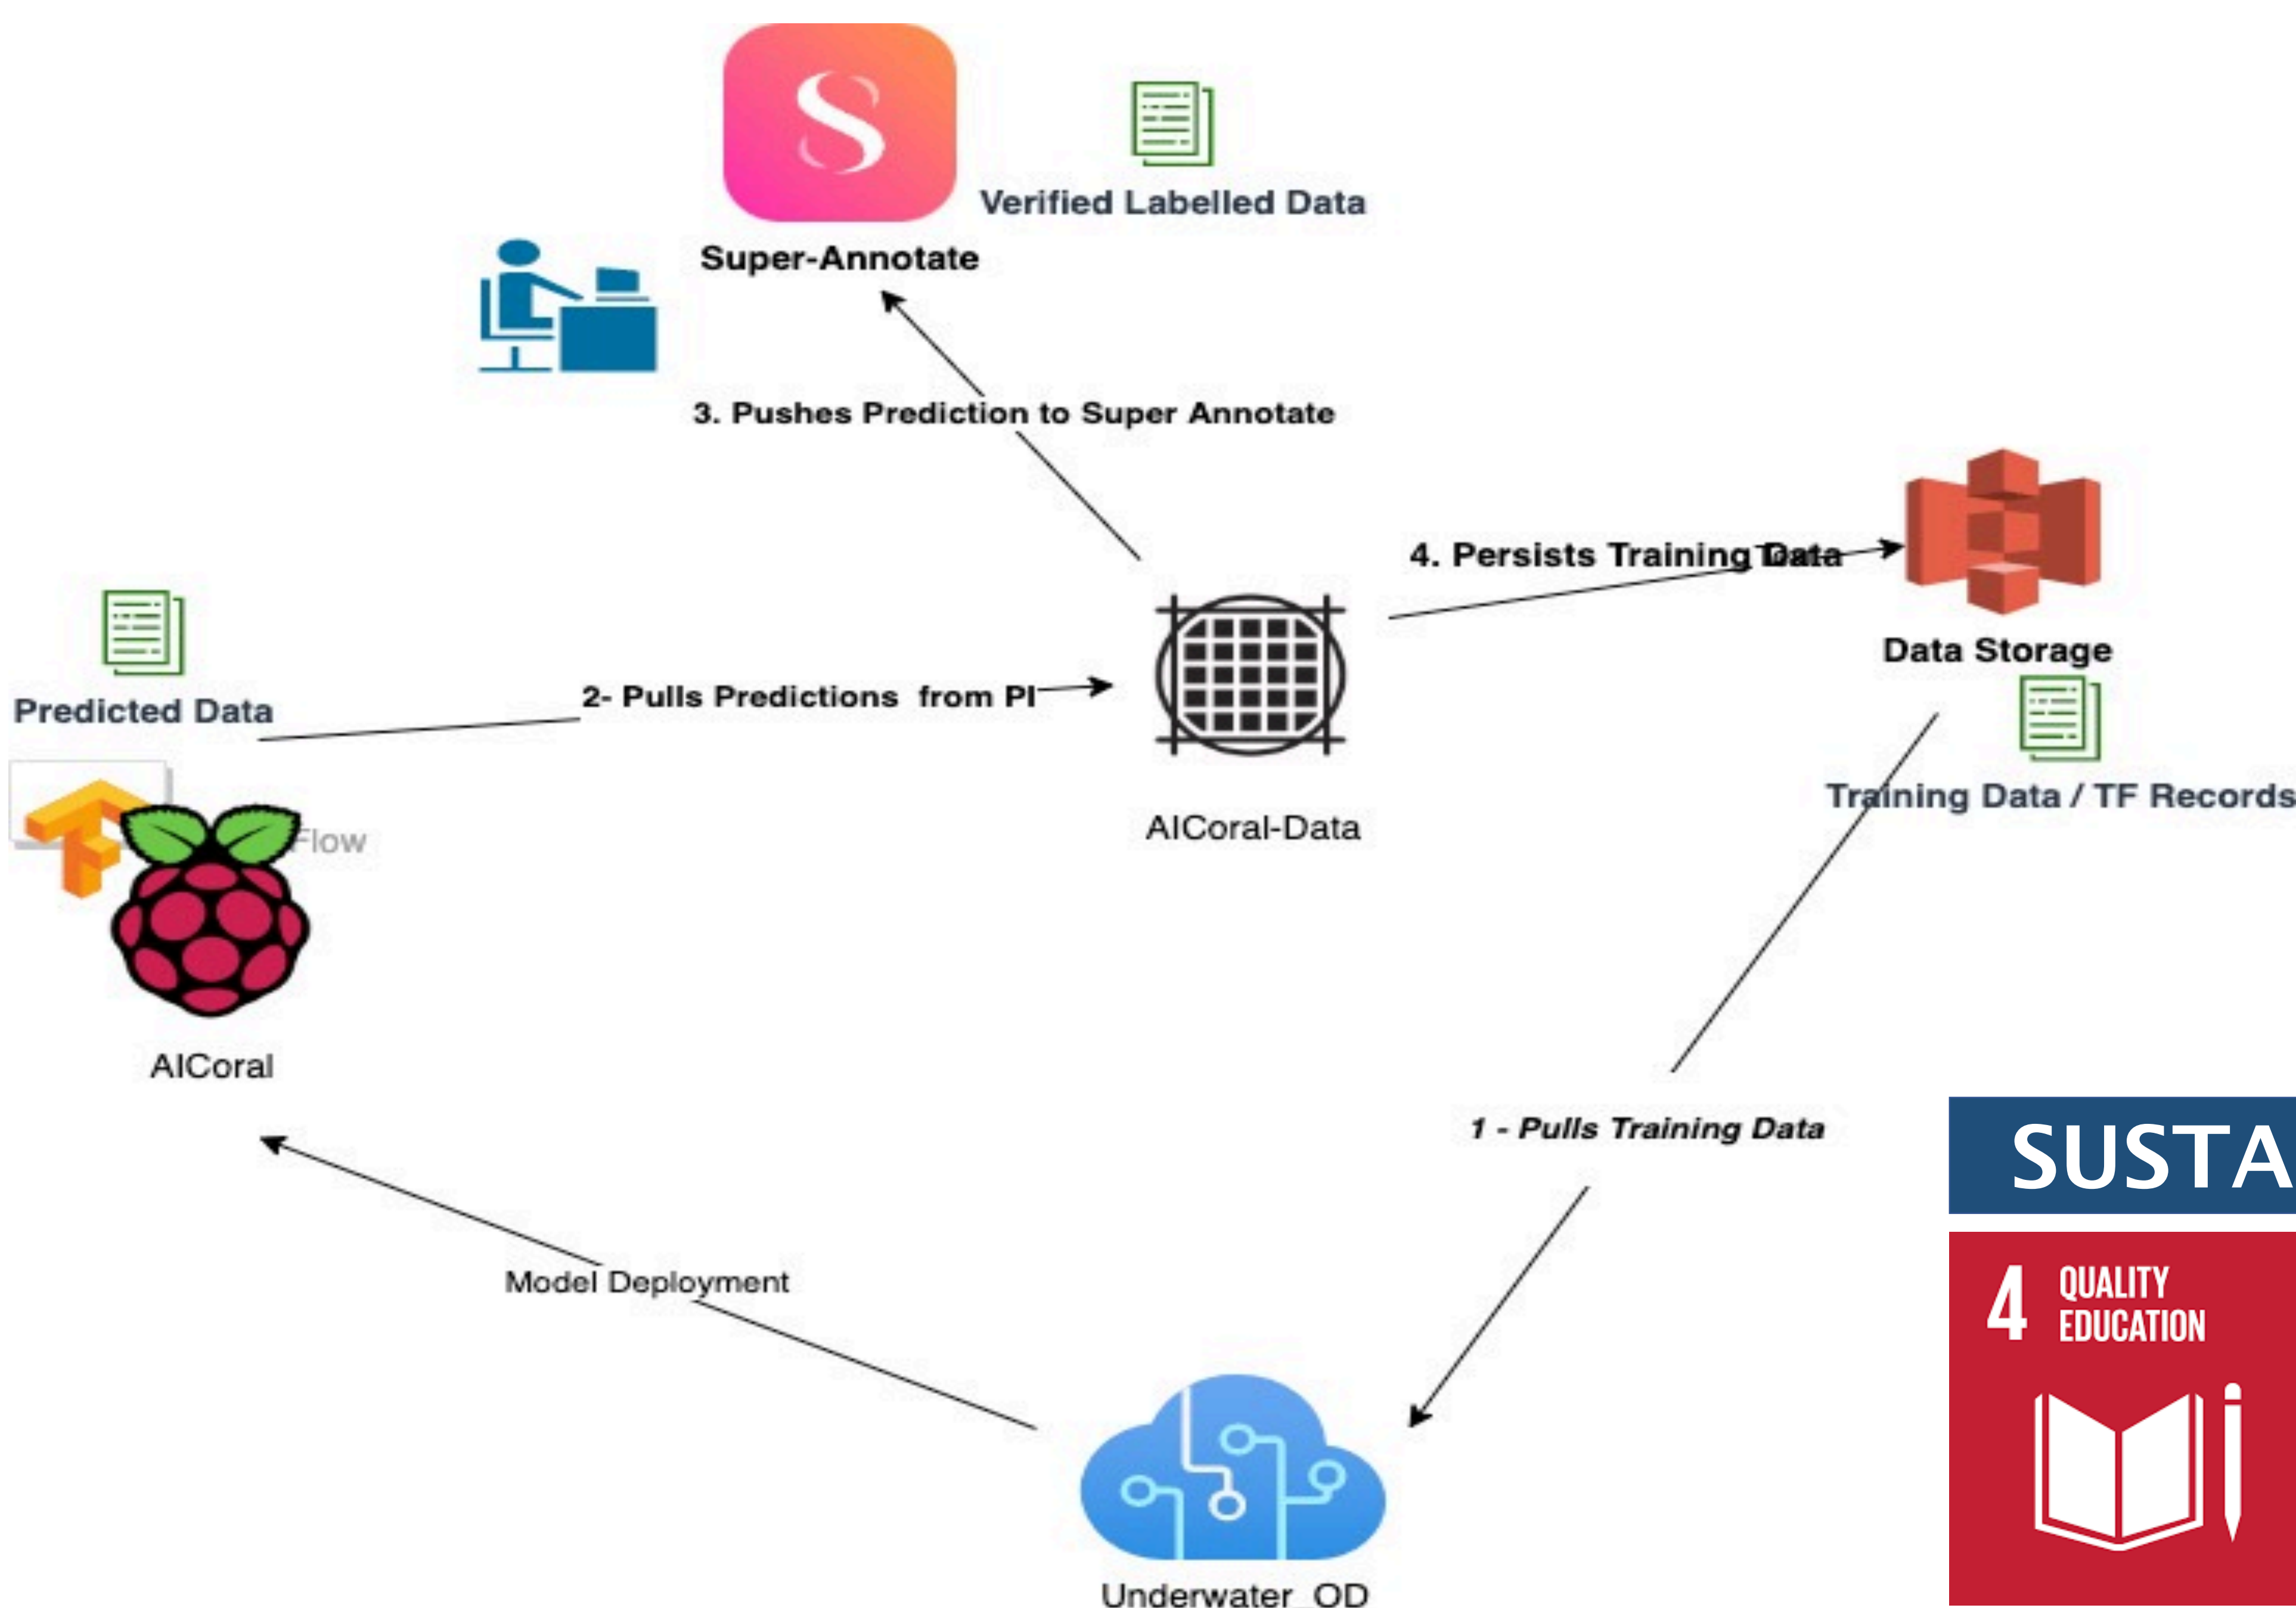 S
Verified Labelled Data
Super-Annotate
3. Pushes Prediction to Super Annotate
4. Persists Training Data
Data Storage
Training Data / TF Records
Predicted Data
2- Pulls Predictions  from PI
AICoral-Data
Flow
AICoral
1 - Pulls Training Data
Model Deployment
Underwater_OD
SUSTA
4 QUALITY
EDUCATION